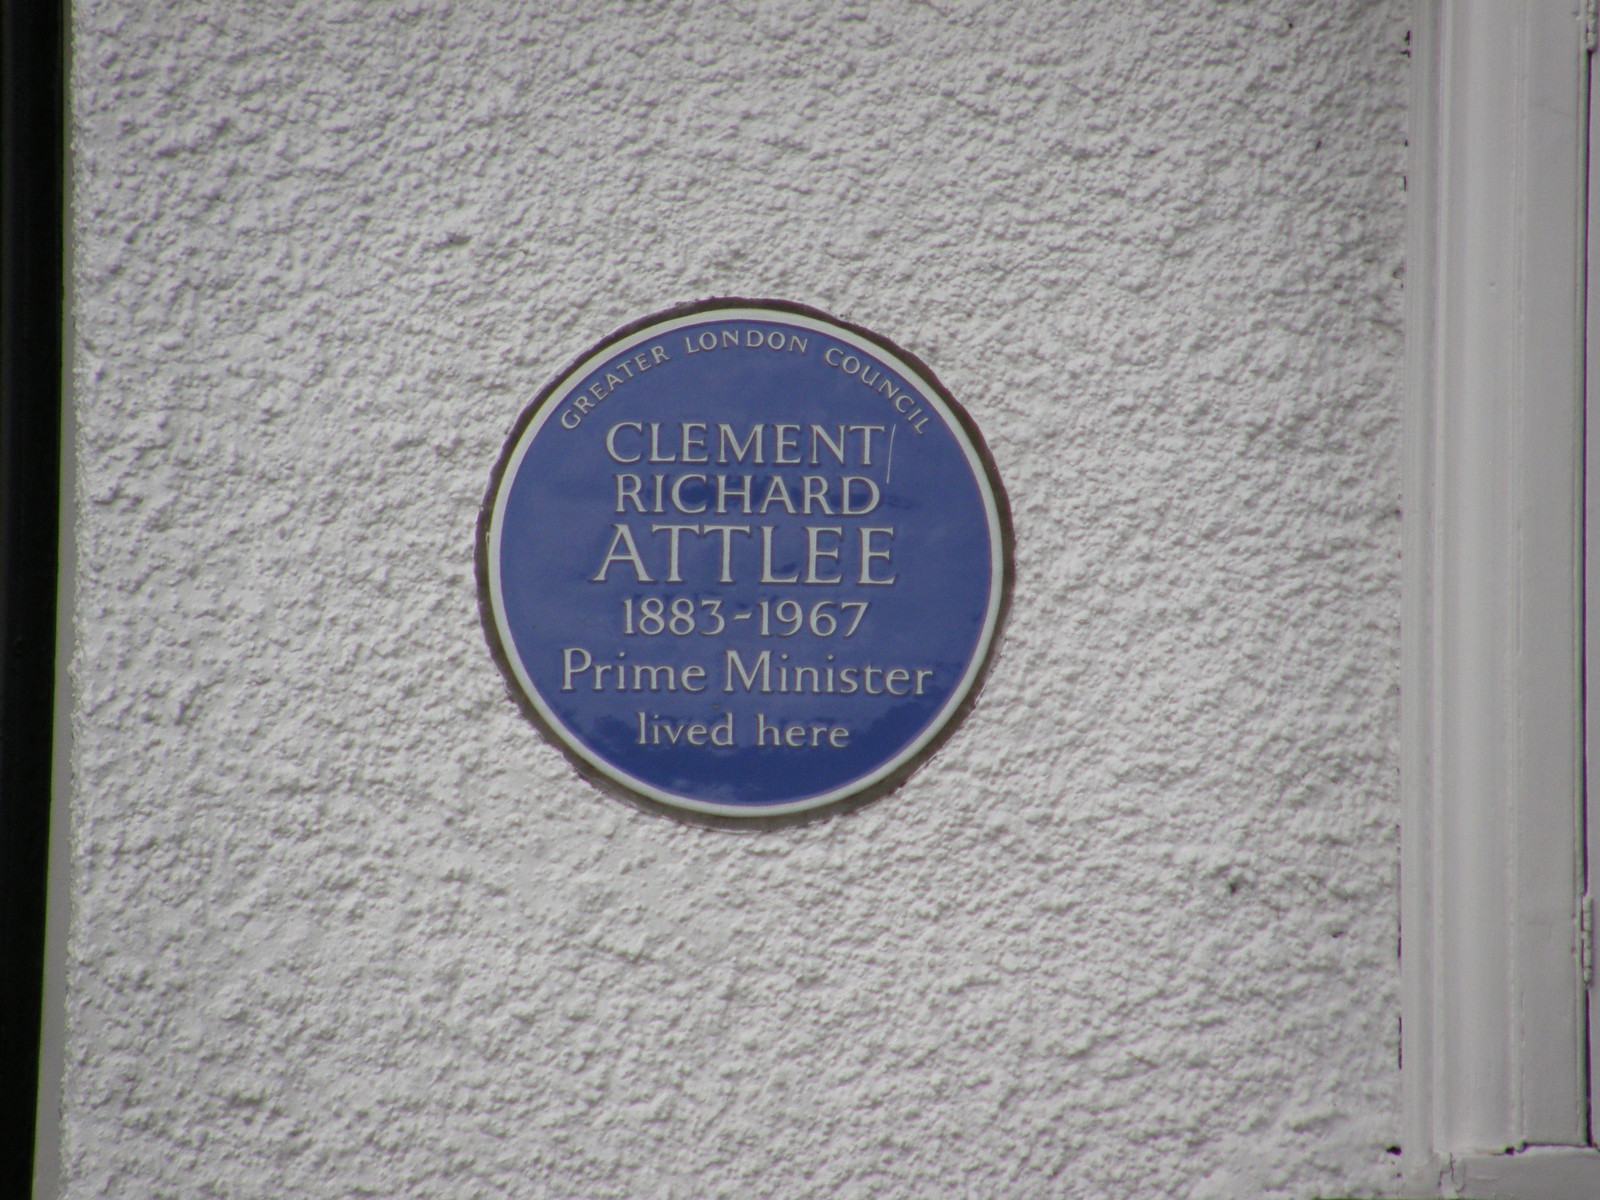 GREATER LONDON COUNCIL
CLEMENT
RICHARD
ATTLEE
1883-1967
Prime Minister
lived here